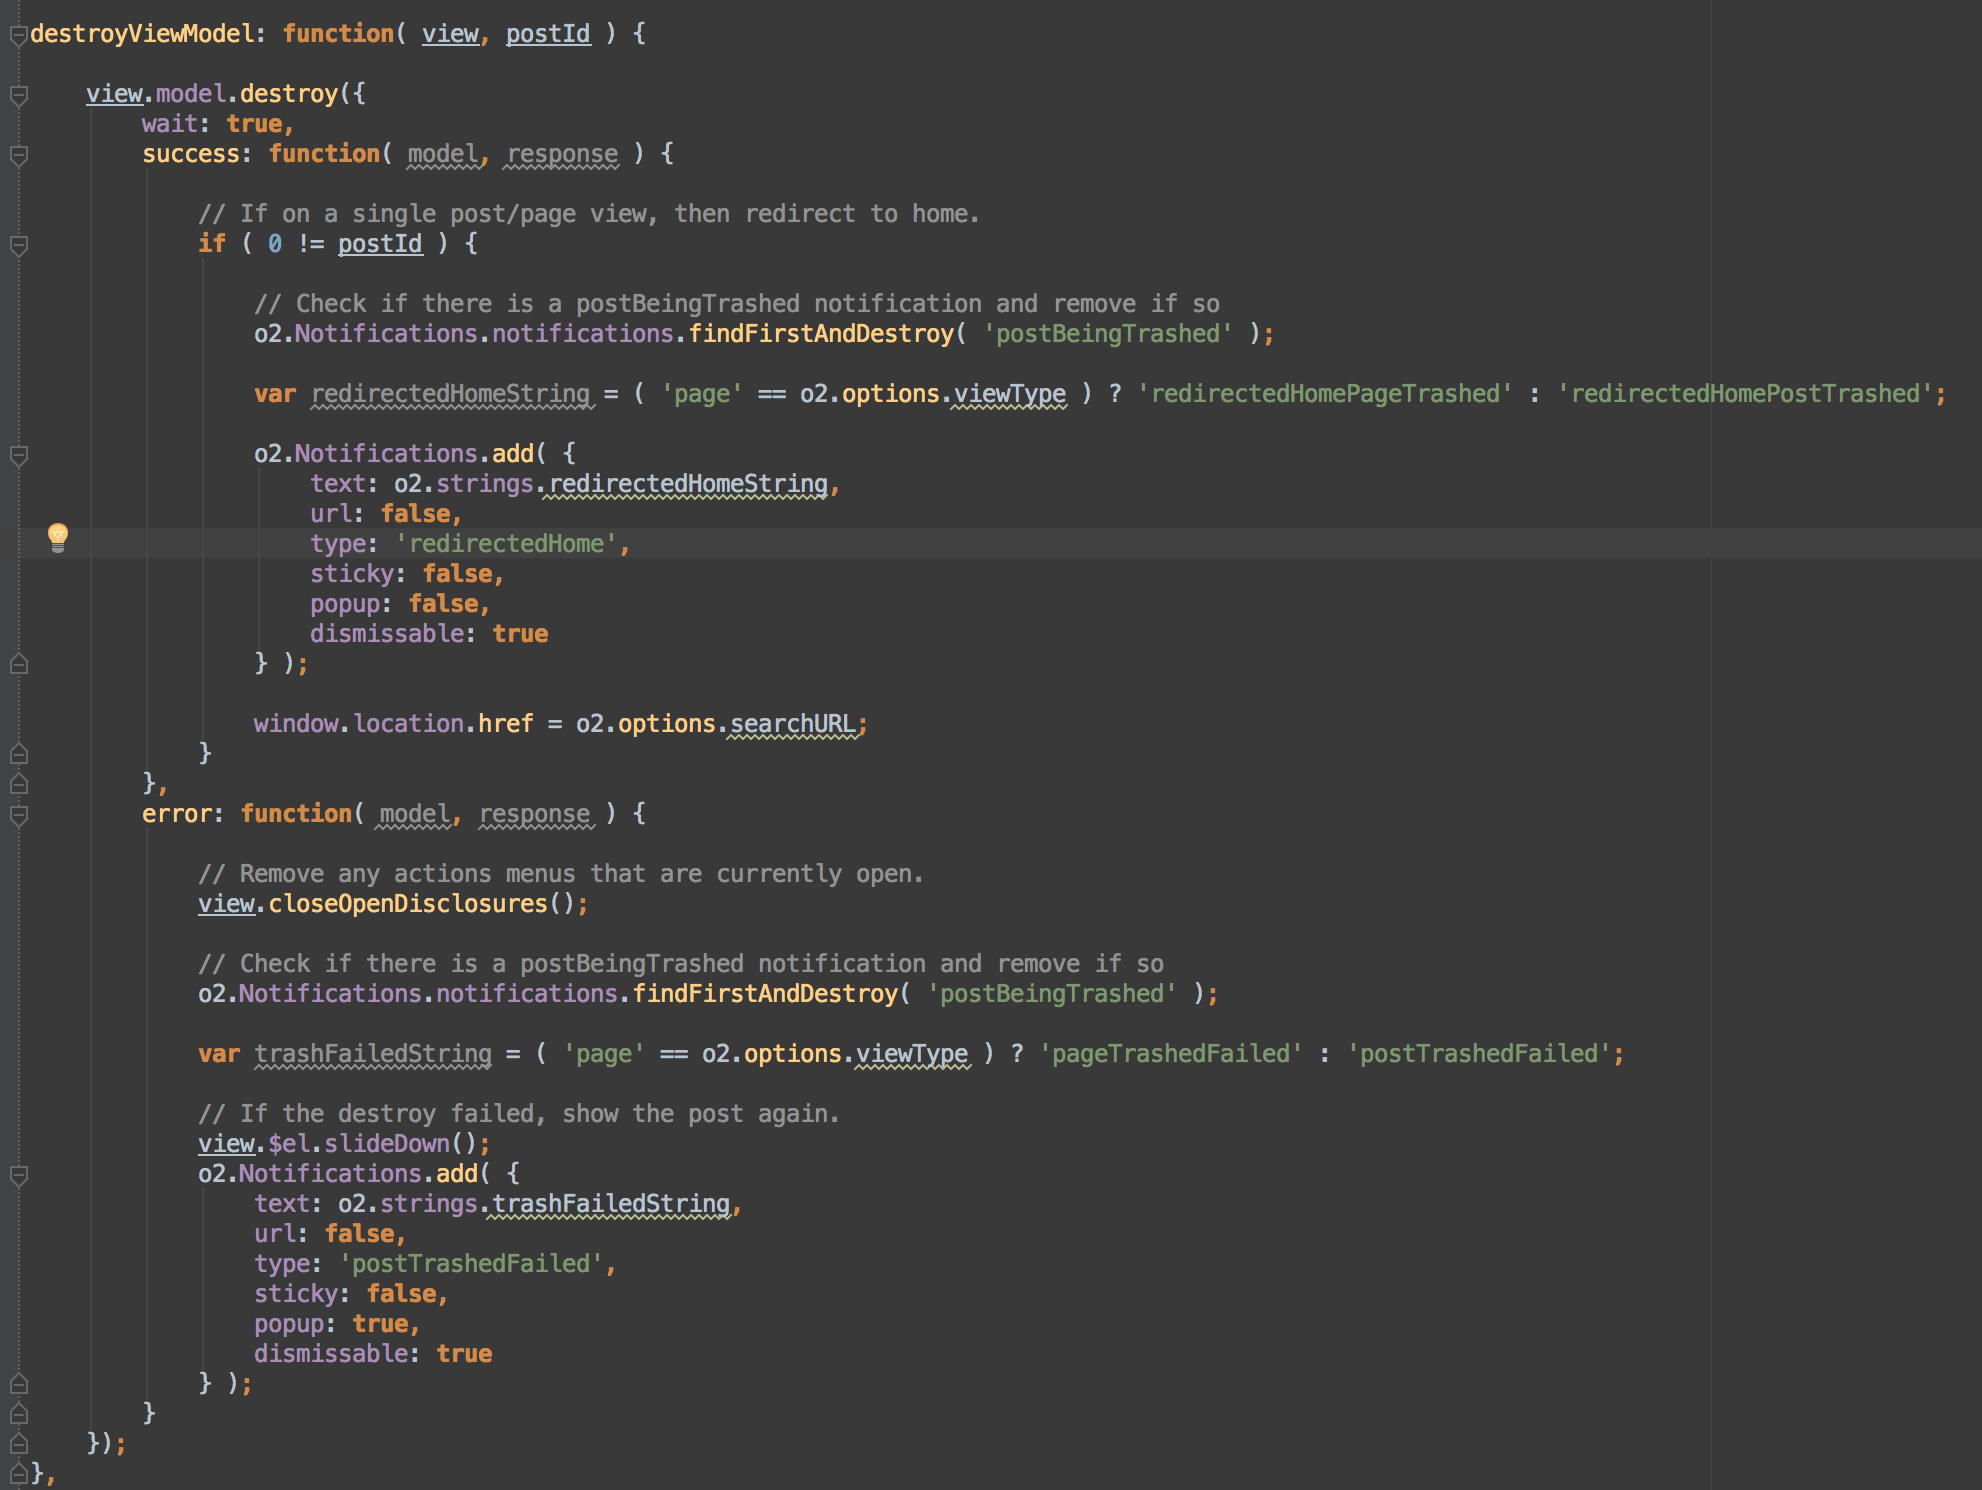 destroyViewModel: function( view, postId ) {
view.model.destroy({
wait: true,
success: function( model, response ) {
// If on a single post/page view, then redirect to home.
if ( 0 != postId ) {
// Check if there is a postBeingTrashed notification and remove if so
o2.Notifications.notifications.findFirstAndDestroy( 'postBeingTrashed' );
var redirectedHomeString = ( 'page' == o2.options.viewType ) ? 'redirectedHomePageTrashed' : 'redirectedHomePostTrashed';
o2.Notifications.add( {
text: o2.strings.redirectedHomeString,
url: false,
type: 'redirectedHome',
sticky: false,
popup: false,
dismissable: true
} );
window.location.href = o2.options.searchURL;
}
},
error: function( model, response ) {
// Remove any actions menus that are currently open.
view.closeOpenDisclosures();
// Check if there is a postBeingTrashed notification and remove if so
o2.Notifications.notifications.findFirstAndDestroy( 'postBeingTrashed' );
var trashFailedString = ( 'page' == o2.options.viewType ) ? 'pageTrashedFailed' : 'postTrashedFailed';
// If the destroy failed, show the post again.
view.$el.slideDown();
o2.Notifications.add( {
text: o2.strings.trashFailedString,
url: false,
type: 'postTrashedFailed',
sticky: false,
popup: true,
dismissable: true
} );
}
});
},